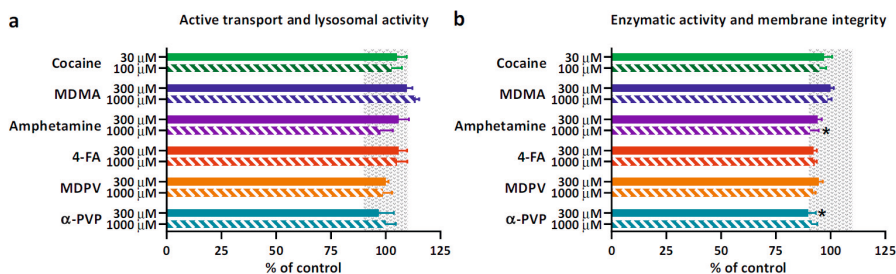 a
Active transport and lysosomal activity
Cocaine
30 µM
100 µM
MDMA
300 µM
1000 µM
Amphetamine
300 µM
1000 µM
4-FA
300 µM
1000 µM
MDPV
300 µM
1000 µM
α-PVP
300 µM
1000 µM
0 25 50 75 100 125
% of control
b
Enzymatic activity and membrane integrity
Cocaine
30 µM
100 µM
MDMA
300 µM
1000 µM
Amphetamine
300 µM
1000 µM
*
4-FA
300 µM
1000 µM
MDPV
300 µM
1000 µM
α-PVP
300 µM
*
1000 µM
0 25 50 75 100 125
% of control